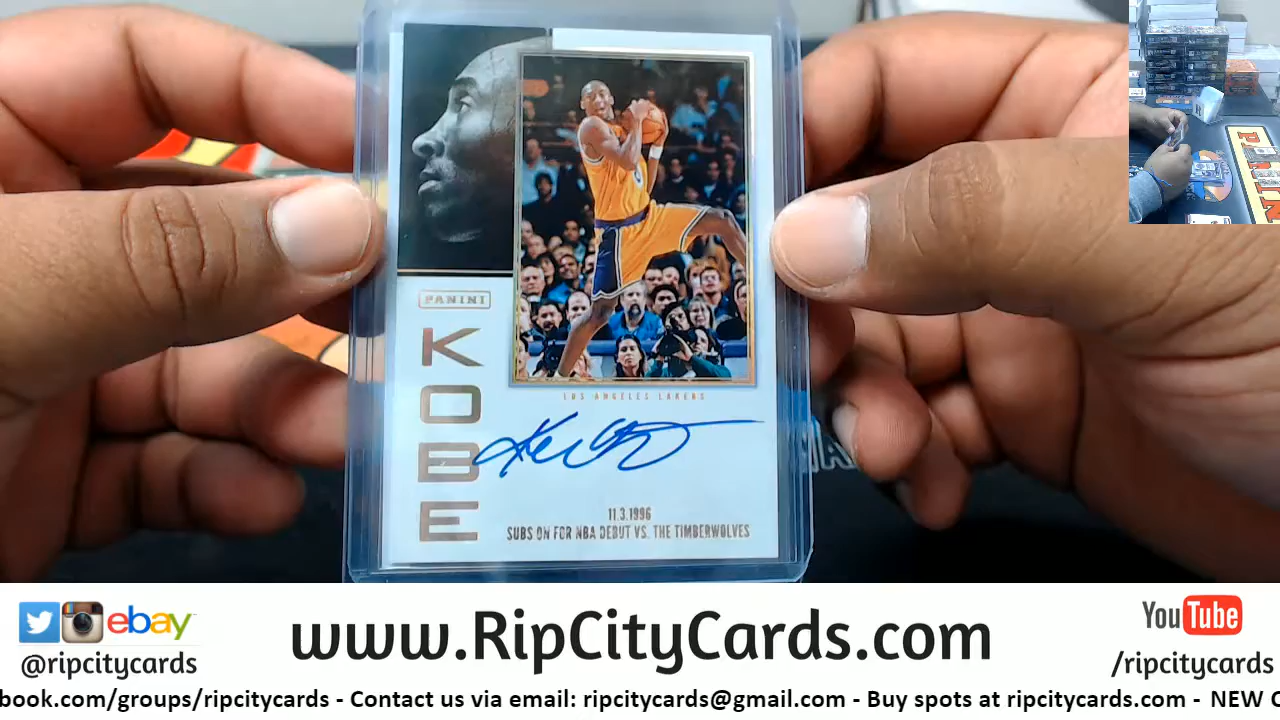 PANINI
KOBE
LOS ANGELES LAKERS
11.3.1996
SUBS ON FOR NBA DEBUT VS. THE TIMBERWOLVES
ebay
@ripcitycards
www.RipCityCards.com
YouTube
/ripcitycards
book.com/groups/ripcitycards - Contact us via email: ripcitycards@gmail.com - Buy spots at ripcitycards.com - NEW